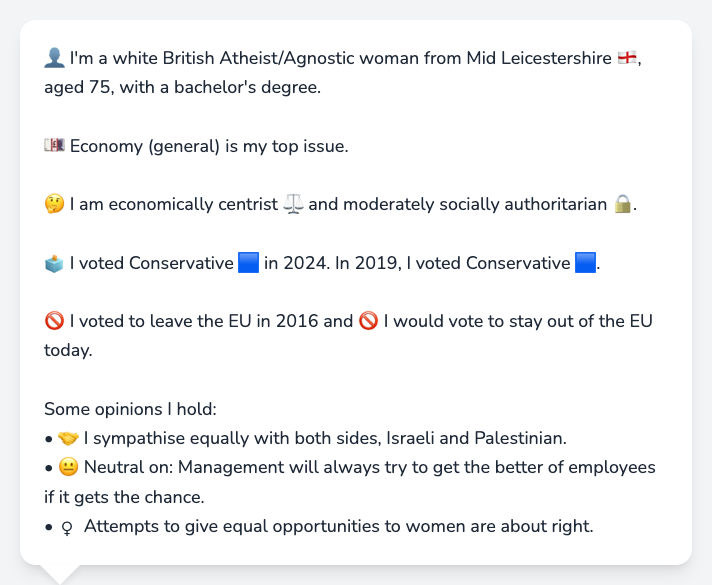 👤 I'm a white British Atheist/Agnostic woman from Mid Leicestershire 🏴󠁧󠁢󠁥󠁮󠁧󠁿,
aged 75, with a bachelor's degree.
💷 Economy (general) is my top issue.
🤔 I am economically centrist ⚖️ and moderately socially authoritarian 🔒.
🗳️ I voted Conservative 🟦 in 2024. In 2019, I voted Conservative 🟦.
🚫 I voted to leave the EU in 2016 and 🚫 I would vote to stay out of the EU
today.
Some opinions I hold:
• 🤝 I sympathise equally with both sides, Israeli and Palestinian.
• 😐 Neutral on: Management will always try to get the better of employees
if it gets the chance.
• ♀ Attempts to give equal opportunities to women are about right.